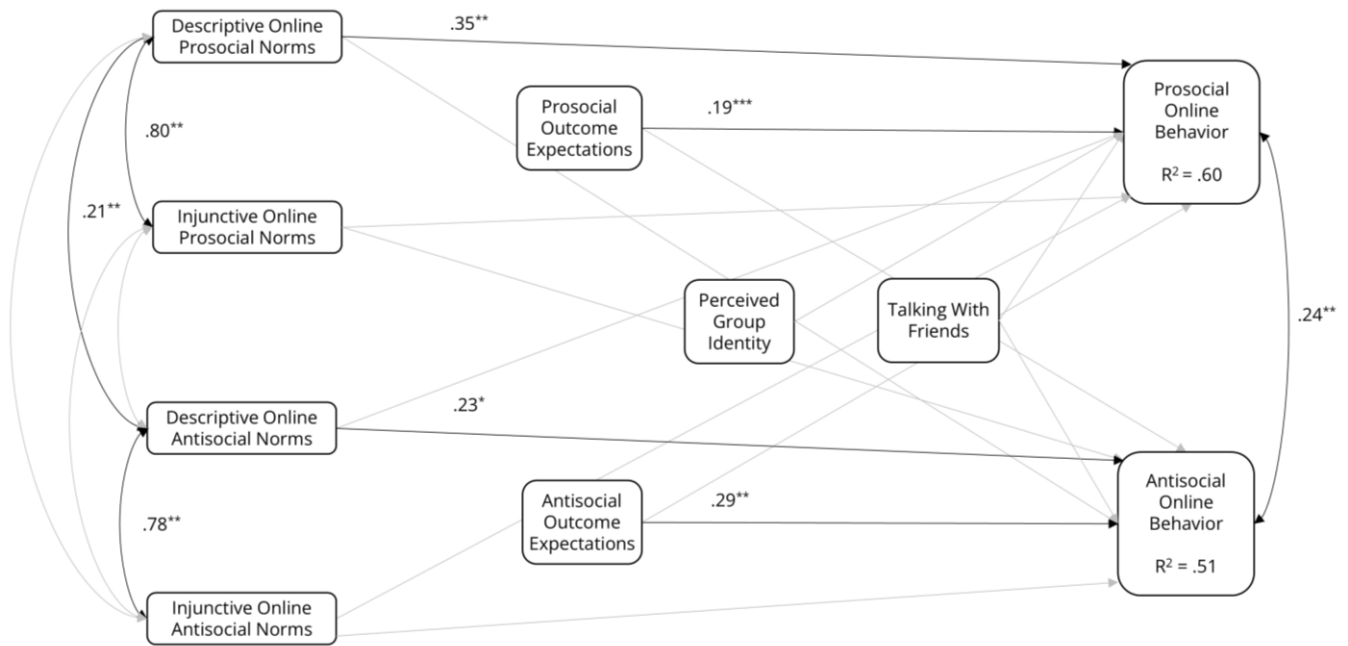 Descriptive Online
Prosocial Norms
.35**
Prosocial
Outcome
Expectations
.19***
Prosocial
Online
Behavior
R² = .60
.80**
.21**
Injunctive Online
Prosocial Norms
Perceived
Group
Identity
Talking With
Friends
.24**
Descriptive Online
Antisocial Norms
.23*
.78**
Antisocial
Outcome
Expectations
.29**
Antisocial
Online
Behavior
R² = .51
Injunctive Online
Antisocial Norms